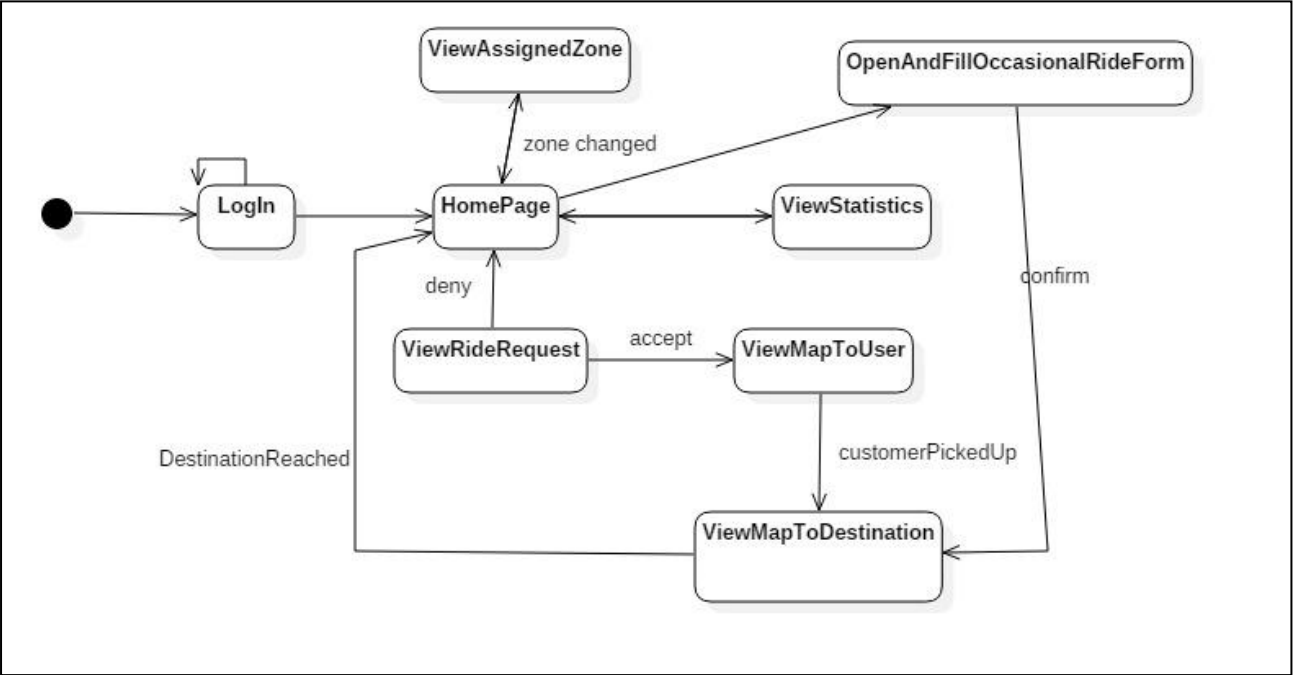 ViewAssignedZone
OpenAndFillOccasionalRideForm
zone changed
LogIn
HomePage
ViewStatistics
deny
confirm
ViewRideRequest
accept
ViewMapToUser
DestinationReached
customerPickedUp
ViewMapToDestination